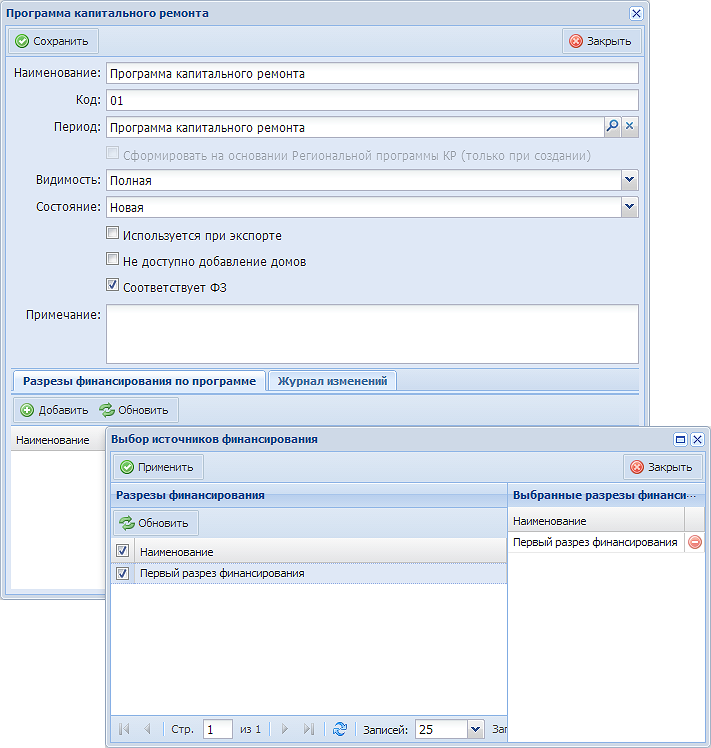 Программа капитального ремонта
Сохранить Закрыть
Наименование: Программа капитального ремонта
Код: 01
Период: Программа капитального ремонта
Сформировать на основании Региональной программы КР (только при создании)
Видимость: Полная
Состояние: Новая
Используется при экспорте
Не доступно добавление домов
Соответствует ФЗ
Примечание:
Разрезы финансирования по программе Журнал изменений
Добавить Обновить
Наименование
Выбор источников финансирования
Применить Закрыть
Разрезы финансирования
Обновить
Наименование
Первый разрез финансирования
Выбранные разрезы финанси...
Наименование
Первый разрез финансирования
Стр. 1 из 1 Записей: 25 Заг